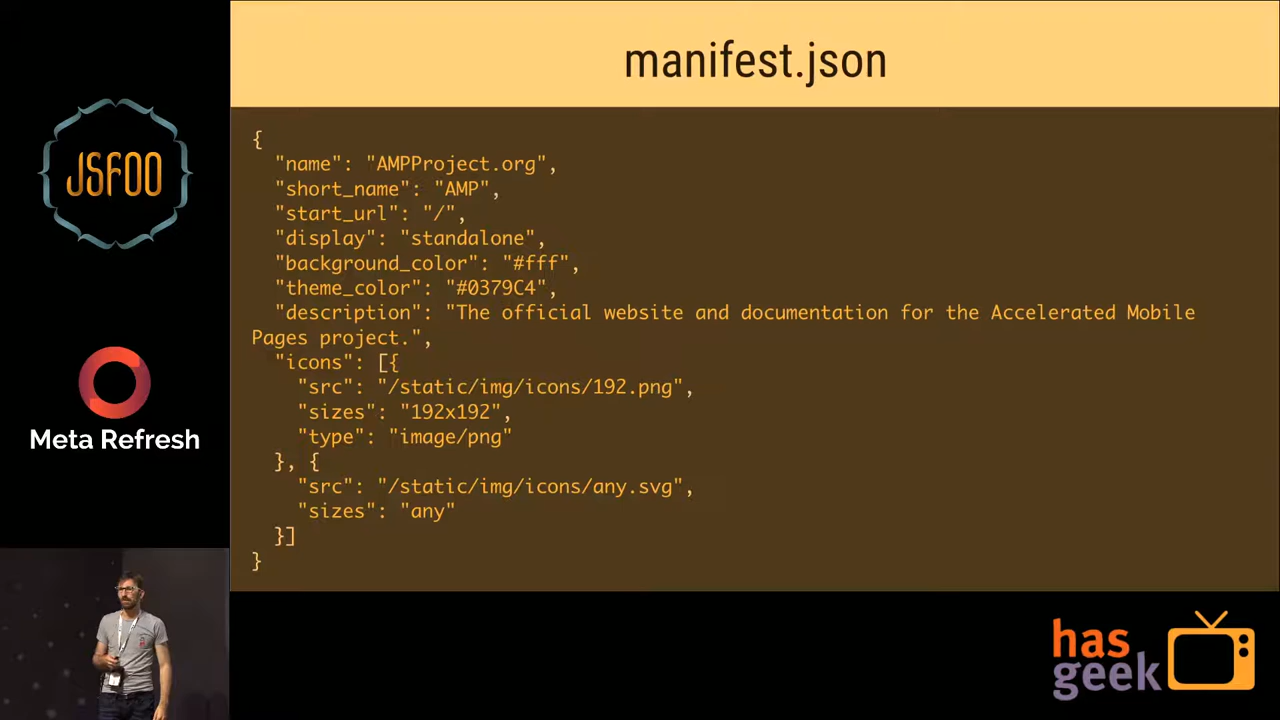 manifest.json
JSFOO
Meta Refresh
{
"name": "AMPProject.org",
"short_name": "AMP",
"start_url": "/",
"display": "standalone",
"background_color": "#fff",
"theme_color": "#0379C4",
"description": "The official website and documentation for the Accelerated Mobile
Pages project.",
"icons": [{
"src": "/static/img/icons/192.png",
"sizes": "192x192",
"type": "image/png"
}, {
"src": "/static/img/icons/any.svg",
"sizes": "any"
}]
}
has
geek